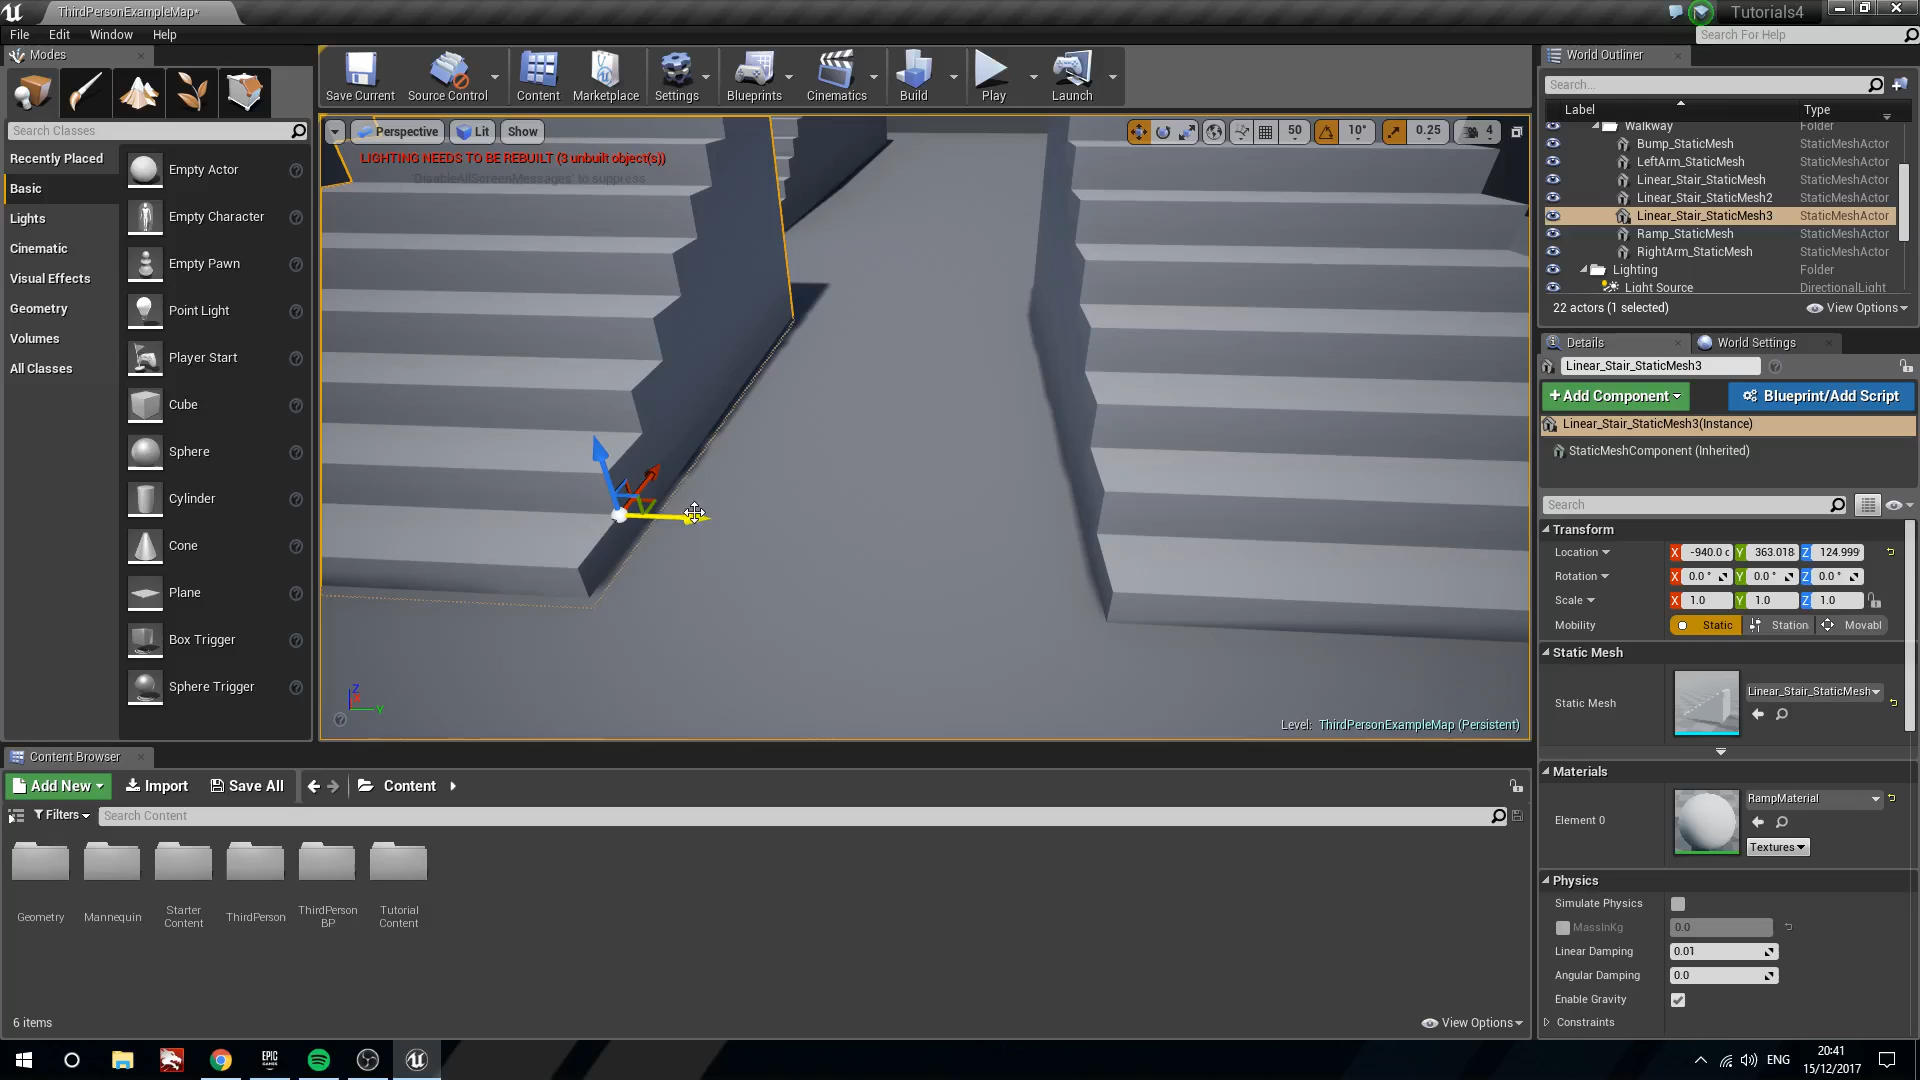 ThirdPersonExampleMap*
Tutorials4
File Edit Window Help
Search For Help
Modes
Save Current
Source Control
Content
Marketplace
Settings
Blueprints
Cinematics
Build
Play
Launch
Search Classes
Recently Placed
Basic
Lights
Cinematic
Visual Effects
Geometry
Volumes
All Classes
Empty Actor
Empty Character
Empty Pawn
Point Light
Player Start
Cube
Sphere
Cylinder
Cone
Plane
Box Trigger
Sphere Trigger
Perspective Lit Show
50 10° 0.25 4
LIGHTING NEEDS TO BE REBUILT (3 unbuilt object(s))
'DisableAllScreenMessages' to suppress
Z
X
Y
Level: ThirdPersonExampleMap (Persistent)
World Outliner
Search...
Label Type
Walkway Folder
Bump_StaticMesh StaticMeshActor
LeftArm_StaticMesh StaticMeshActor
Linear_Stair_StaticMesh StaticMeshActor
Linear_Stair_StaticMesh2 StaticMeshActor
Linear_Stair_StaticMesh3 StaticMeshActor
Ramp_StaticMesh StaticMeshActor
RightArm_StaticMesh StaticMeshActor
Lighting Folder
Light Source DirectionalLight
22 actors (1 selected) View Options
Details World Settings
Linear_Stair_StaticMesh3
+Add Component Blueprint/Add Script
Linear_Stair_StaticMesh3(Instance)
StaticMeshComponent (Inherited)
Search
Transform
Location X -940.0 c Y 363.018 Z 124.999
Rotation X 0.0 ° Y 0.0 ° Z 0.0 °
Scale X 1.0 Y 1.0 Z 1.0
Mobility Static Station Movabl
Static Mesh
Static Mesh Linear_Stair_StaticMesh
Materials
Element 0 RampMaterial
Textures
Physics
Simulate Physics
MassInKg 0.0
Linear Damping 0.01
Angular Damping 0.0
Enable Gravity
Constraints
Content Browser
Add New Import Save All Content
Filters Search Content
Geometry
Mannequin
Starter Content
ThirdPerson
ThirdPerson BP
Tutorial Content
6 items View Options
EPIC GAMES
ENG
20:41
15/12/2017